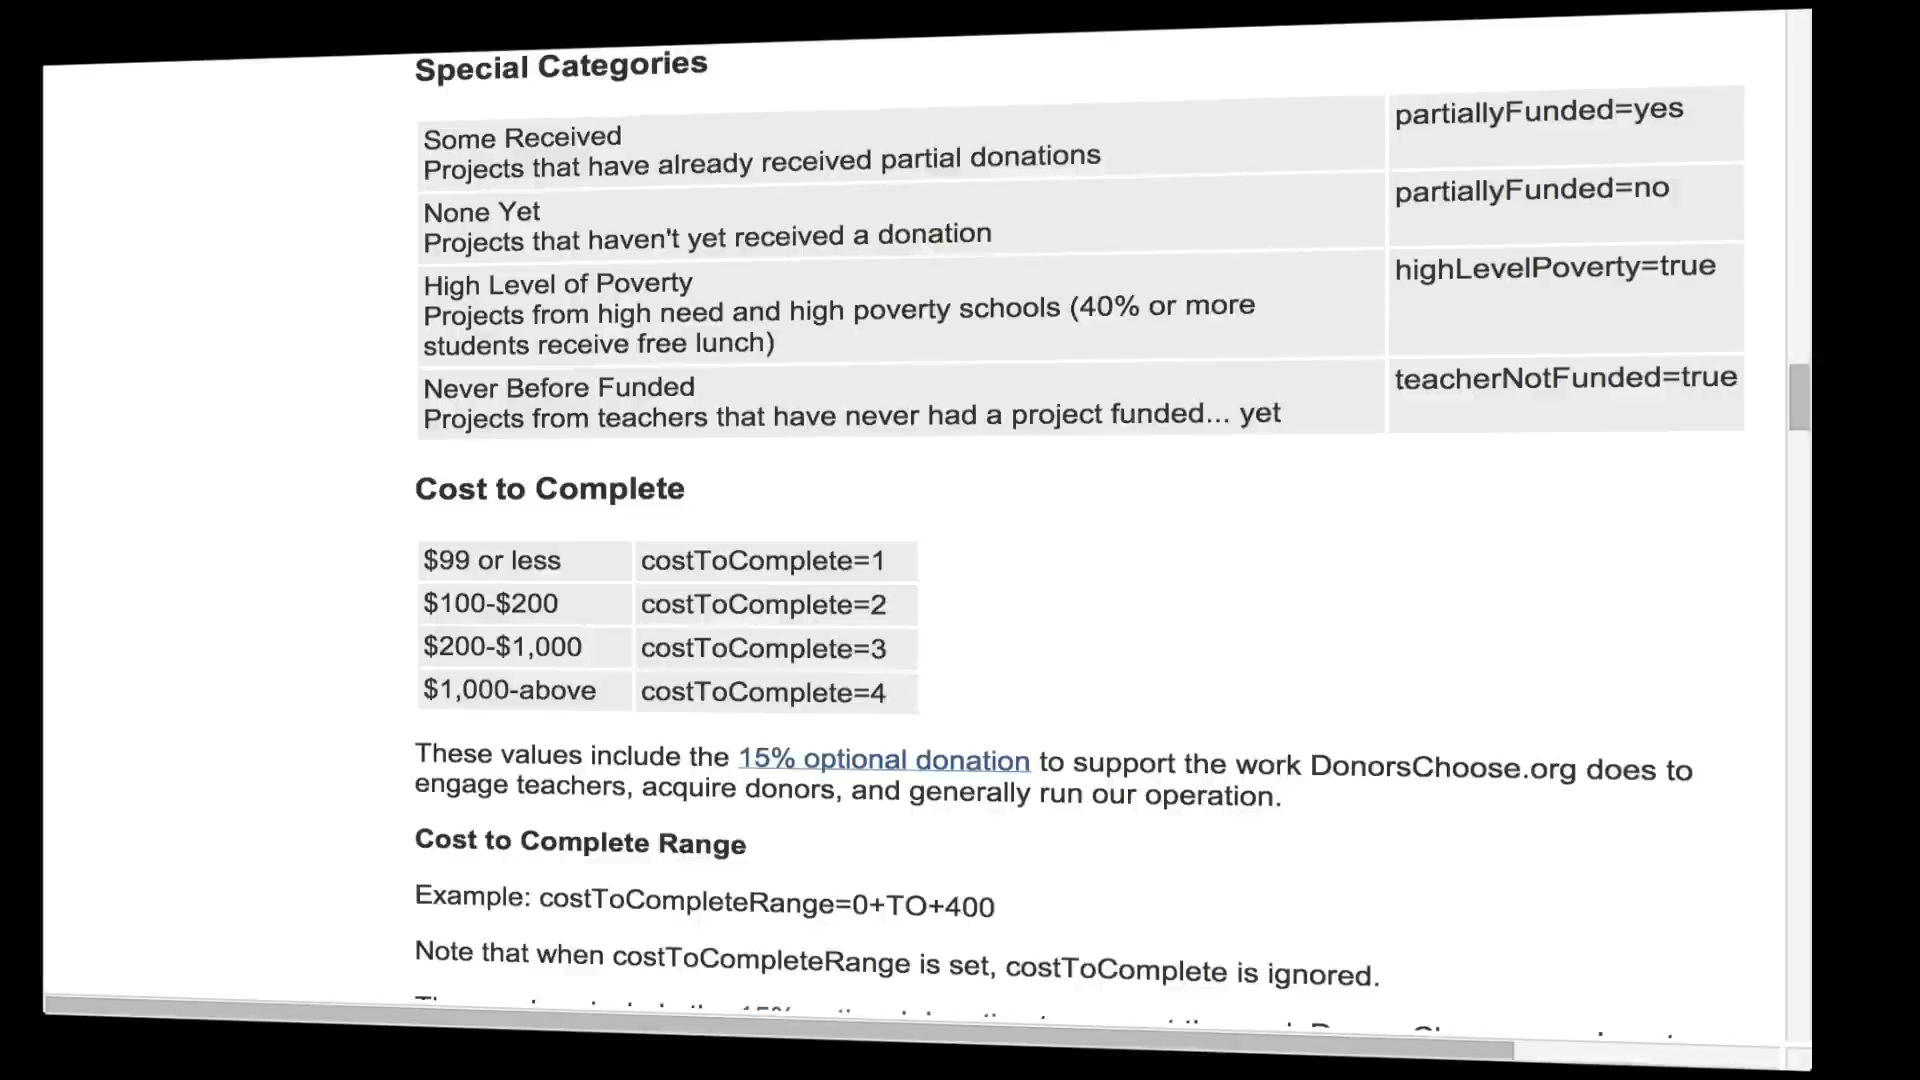 Special Categories
Some Received
Projects that have already received partial donations
partiallyFunded=yes
None Yet
Projects that haven't yet received a donation
partiallyFunded=no
High Level of Poverty
Projects from high need and high poverty schools (40% or more
students receive free lunch)
highLevelPoverty=true
Never Before Funded
Projects from teachers that have never had a project funded... yet
teacherNotFunded=true
Cost to Complete
$99 or less costToComplete=1
$100-$200 costToComplete=2
$200-$1,000 costToComplete=3
$1,000-above costToComplete=4
These values include the 15% optional donation to support the work DonorsChoose.org does to
engage teachers, acquire donors, and generally run our operation.
Cost to Complete Range
Example: costToCompleteRange=0+TO+400
Note that when costToCompleteRange is set, costToComplete is ignored.